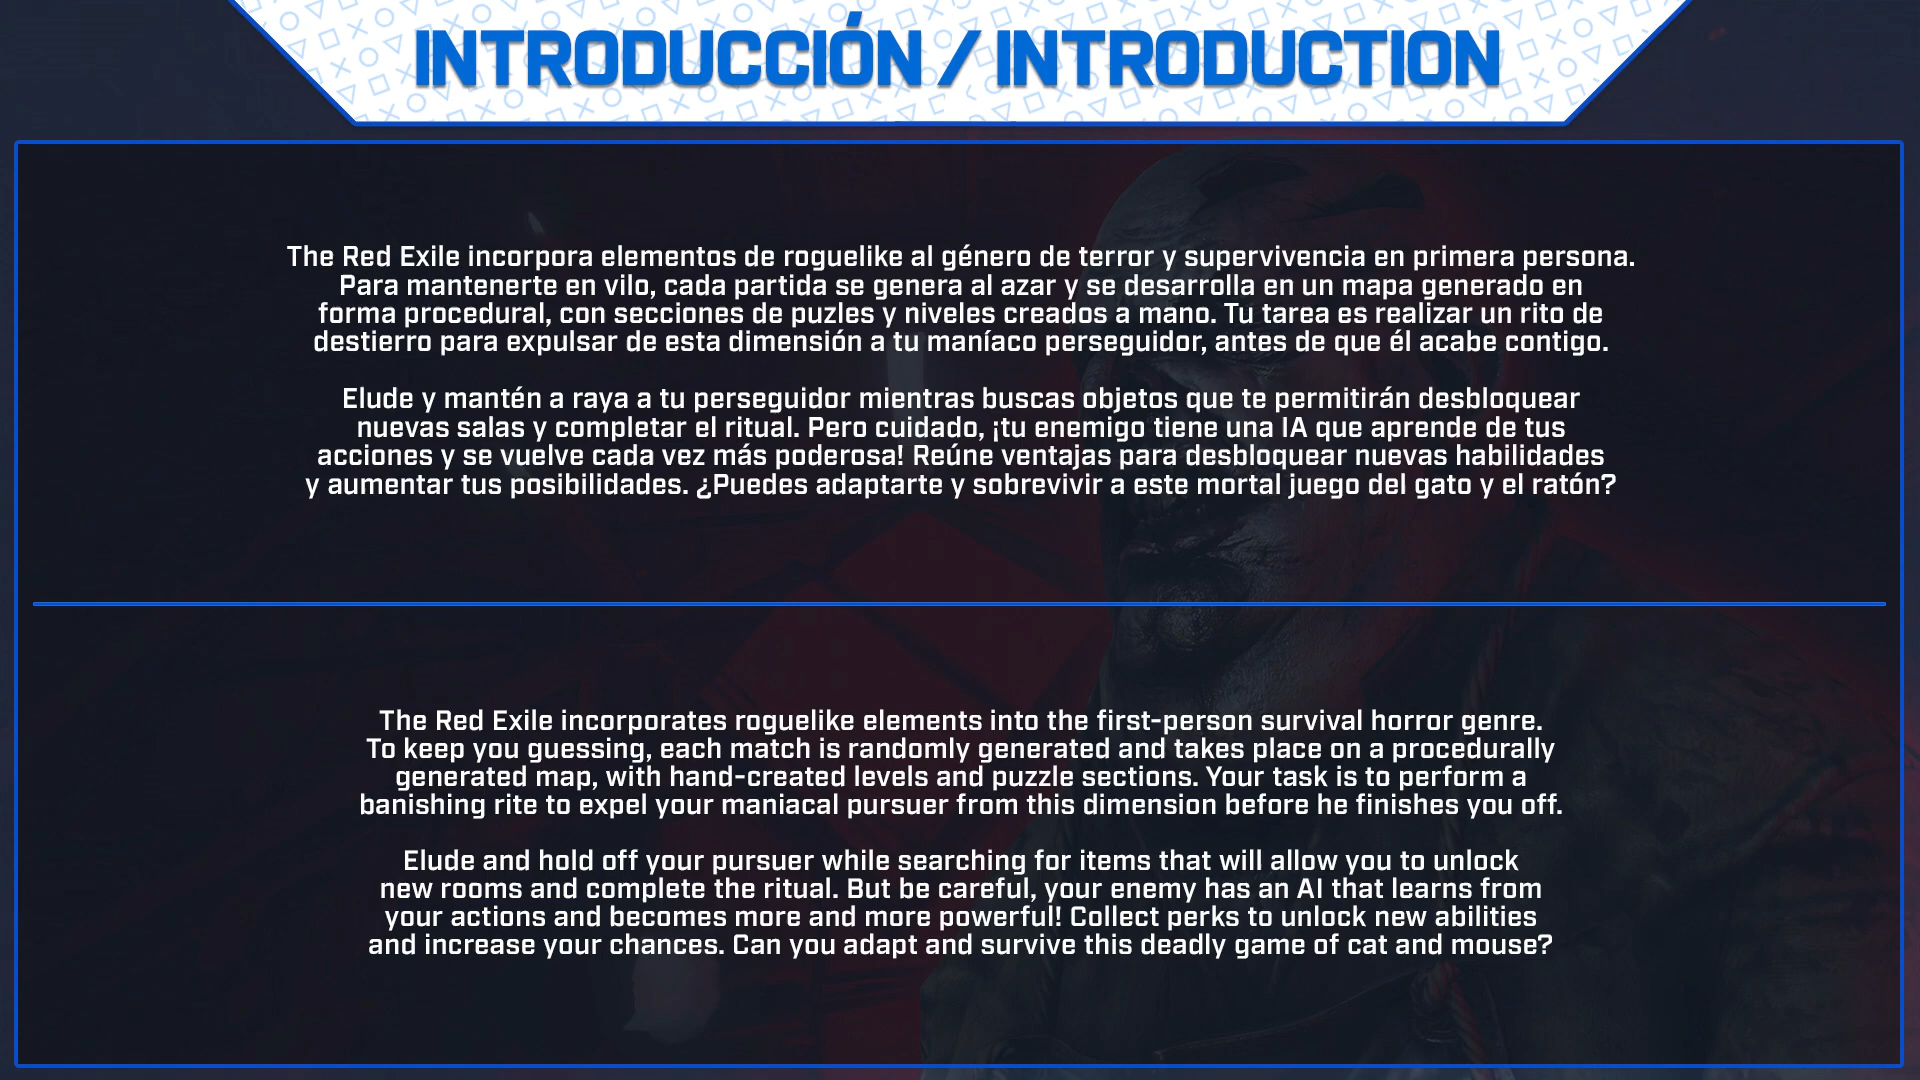 INTRODUCCIÓN / INTRODUCTION
The Red Exile incorpora elementos de roguelike al género de terror y supervivencia en primera persona.
Para mantenerte en vilo, cada partida se genera al azar y se desarrolla en un mapa generado en
forma procedural, con secciones de puzles y niveles creados a mano. Tu tarea es realizar un rito de
destierro para expulsar de esta dimensión a tu maníaco perseguidor, antes de que él acabe contigo.
Elude y mantén a raya a tu perseguidor mientras buscas objetos que te permitirán desbloquear
nuevas salas y completar el ritual. Pero cuidado, ¡tu enemigo tiene una IA que aprende de tus
acciones y se vuelve cada vez más poderosa! Reúne ventajas para desbloquear nuevas habilidades
y aumentar tus posibilidades. ¿Puedes adaptarte y sobrevivir a este mortal juego del gato y el ratón?
The Red Exile incorporates roguelike elements into the first-person survival horror genre.
To keep you guessing, each match is randomly generated and takes place on a procedurally
generated map, with hand-created levels and puzzle sections. Your task is to perform a
banishing rite to expel your maniacal pursuer from this dimension before he finishes you off.
Elude and hold off your pursuer while searching for items that will allow you to unlock
new rooms and complete the ritual. But be careful, your enemy has an AI that learns from
your actions and becomes more and more powerful! Collect perks to unlock new abilities
and increase your chances. Can you adapt and survive this deadly game of cat and mouse?